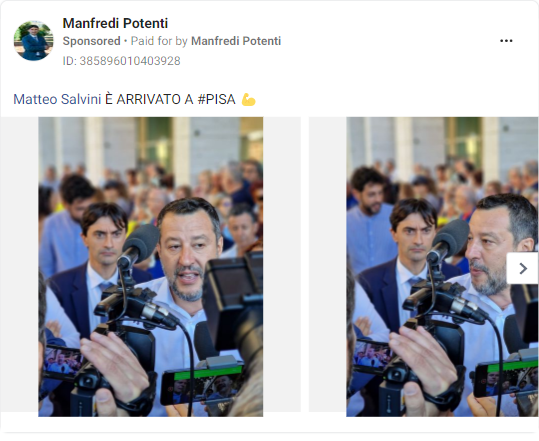 Manfredi Potenti
Sponsored • Paid for by Manfredi Potenti
ID: 385896010403928
Matteo Salvini È ARRIVATO A #PISA 💪